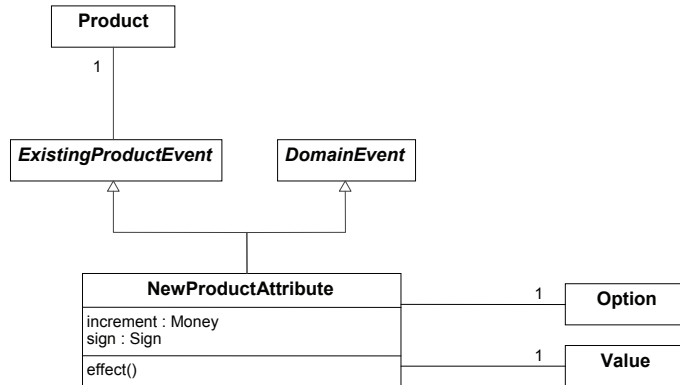 Product
1
ExistingProductEvent
DomainEvent
NewProductAttribute
increment : Money
sign : Sign
effect()
1
Option
1
Value